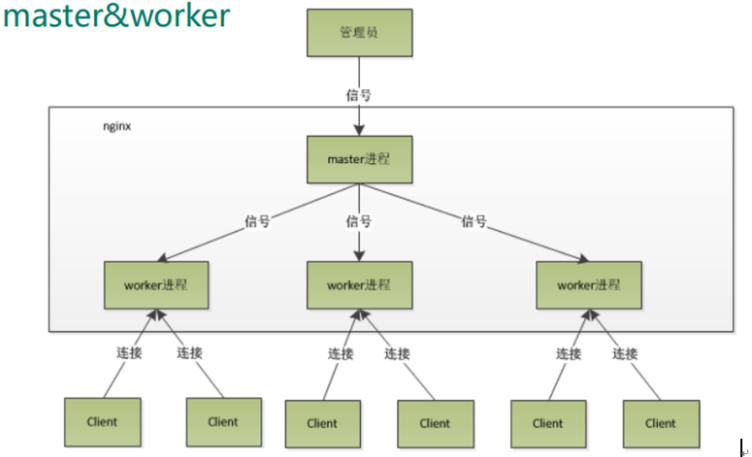 master&worker
管理员
信号
nginx
master进程
信号 信号 信号
worker进程 worker进程 worker进程
连接 连接 连接 连接 连接 连接
Client Client Client Client Client Client